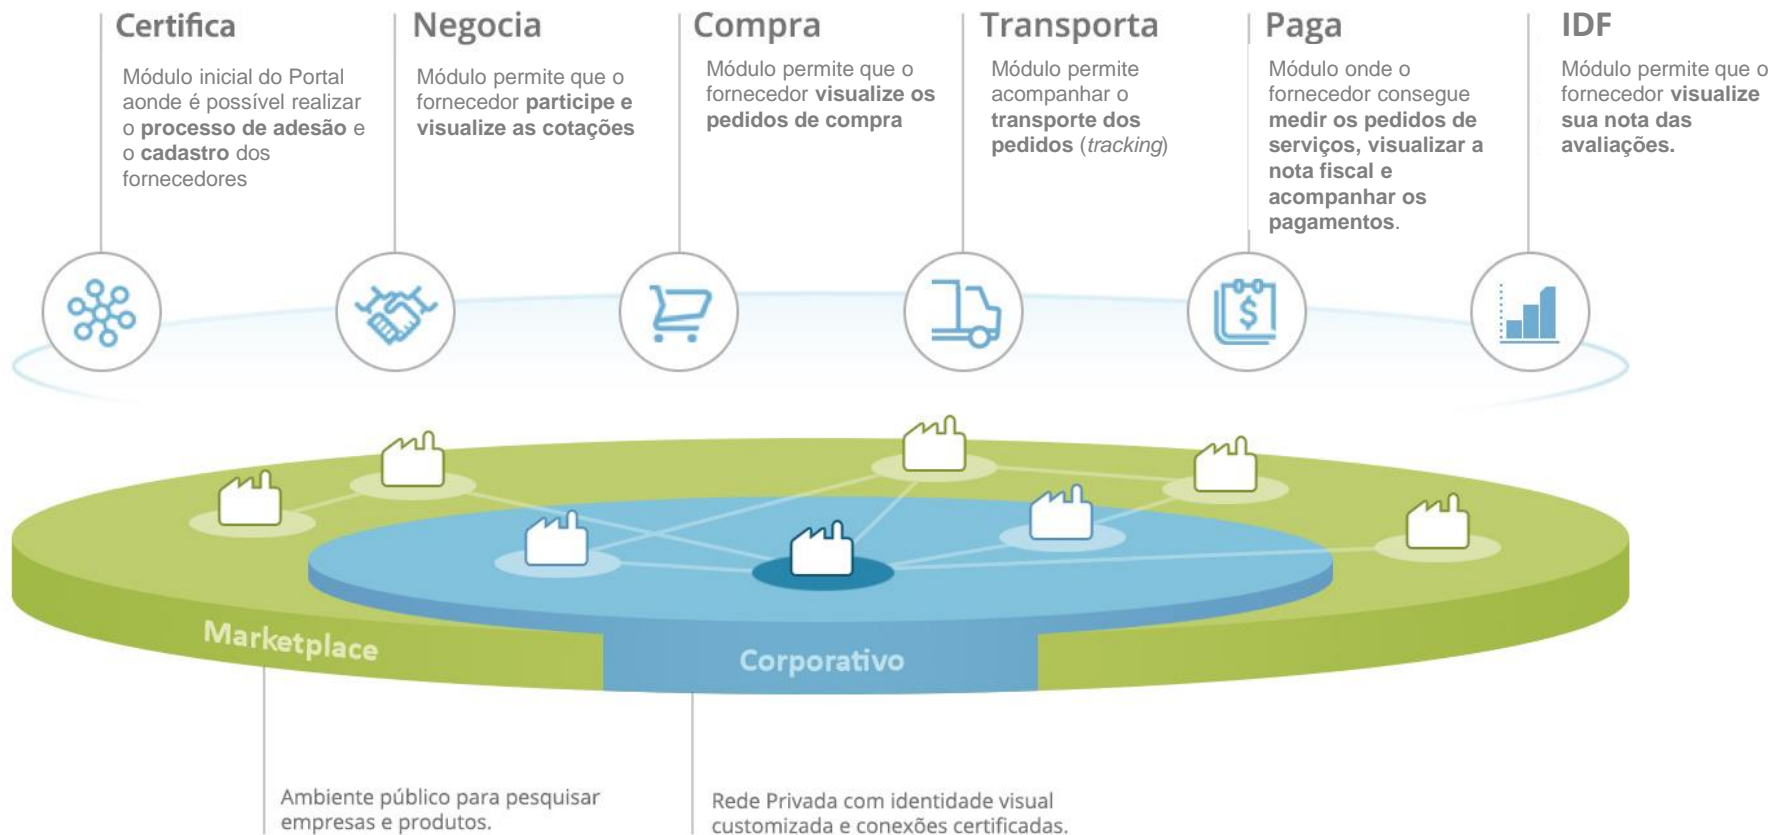 Certifica
Módulo inicial do Portal
aonde é possível realizar
o processo de adesão e
o cadastro dos
fornecedores
Negocia
Módulo permite que o
fornecedor participe e
visualize as cotações
Compra
Módulo permite que o
fornecedor visualize os
pedidos de compra
Transporta
Módulo permite
acompanhar o
transporte dos
pedidos (tracking)
Paga
Módulo onde o
fornecedor consegue
medir os pedidos de
serviços, visualizar a
nota fiscal e
acompanhar os
pagamentos.
IDF
Módulo permite que o
fornecedor visualize
sua nota das
avaliações.
$
Marketplace
Corporativo
Ambiente público para pesquisar
empresas e produtos.
Rede Privada com identidade visual
customizada e conexões certificadas.